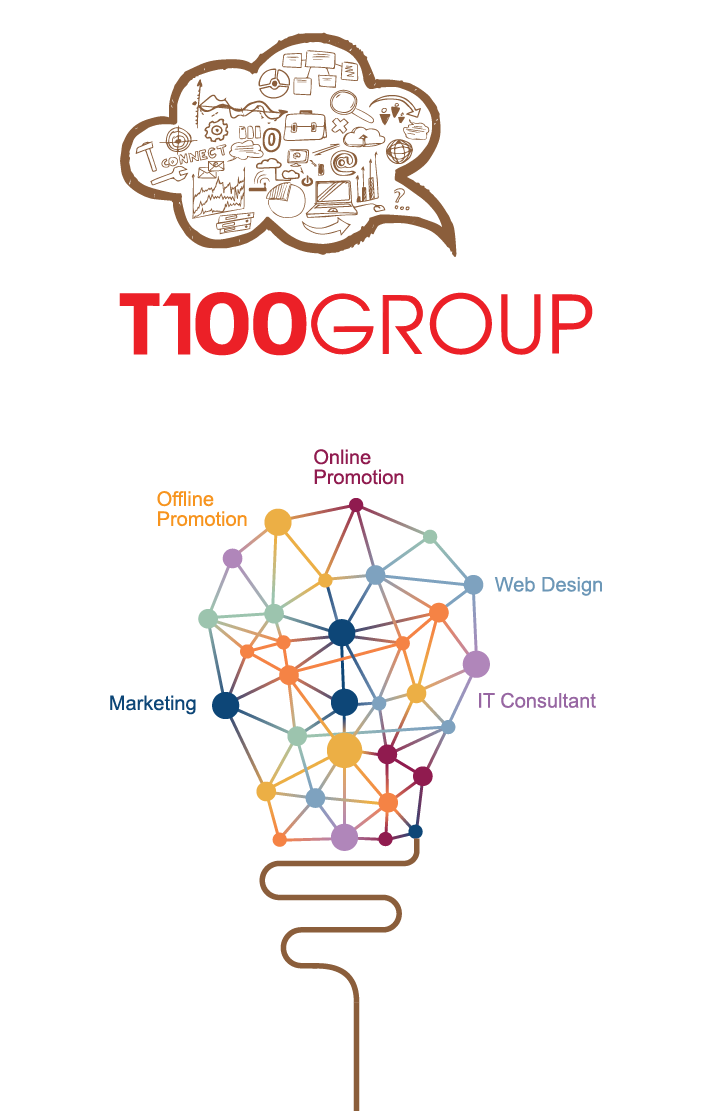 CONNECT
@
?
T100GROUP
Online
Promotion
Offline
Promotion
Web Design
Marketing
IT Consultant